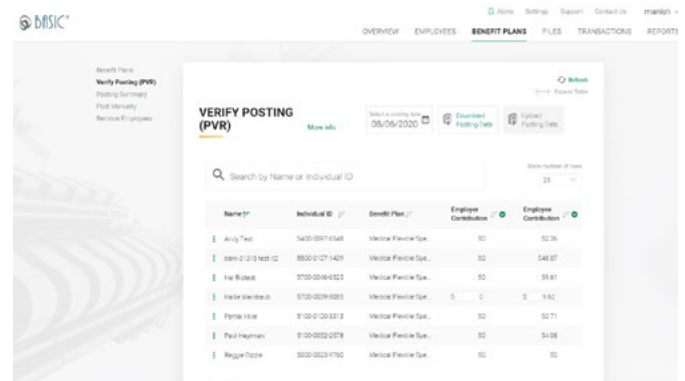 BASIC
Alerts Settings Support Contact Us manish
OVERVIEW EMPLOYEES BENEFIT PLANS FILES TRANSACTIONS REPORTS
Benefit Plans
Verify Posting (PVR)
Posting Summary
Post Manually
Remove Employees
Refresh
Expand Table
VERIFY POSTING
(PVR)
More info
Select a posting date
08/06/2020
Download
Posting Data
Upload
Posting Data
Search by Name or Individual ID
Show number of rows
25
Name Individual ID Benefit Plan Employer Contribution Employee Contribution
Andy Test Medical Flexible Spe... $0 $2.36
Medical Flexible Spe... $0 $48.07
Medical Flexible Spe... $0 $9.61
Medical Flexible Spe... $ 0 $ 9.62
Medical Flexible Spe... $0 $0.71
Paul Heyman Medical Flexible Spe... $0 $4.08
Medical Flexible Spe... $0 $0